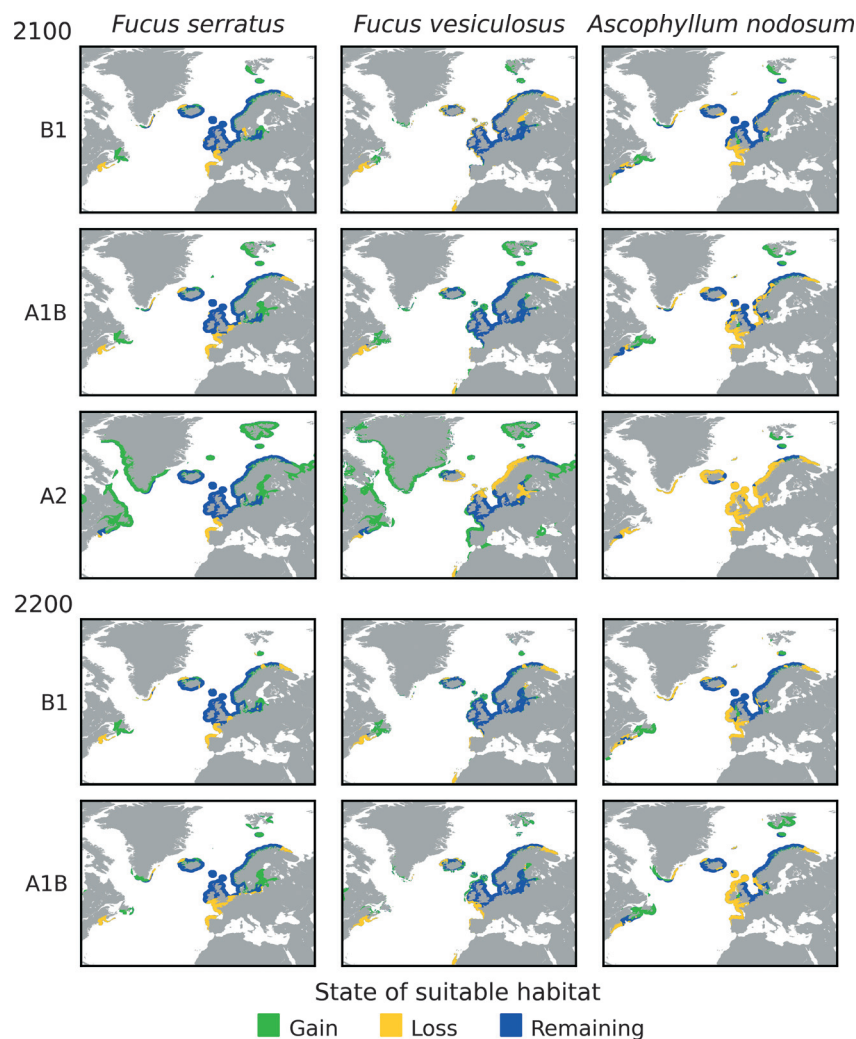 2100
Fucus serratus Fucus vesiculosus Ascophyllum nodosum
B1
A1B
A2
2200
B1
A1B
State of suitable habitat
Gain Loss Remaining